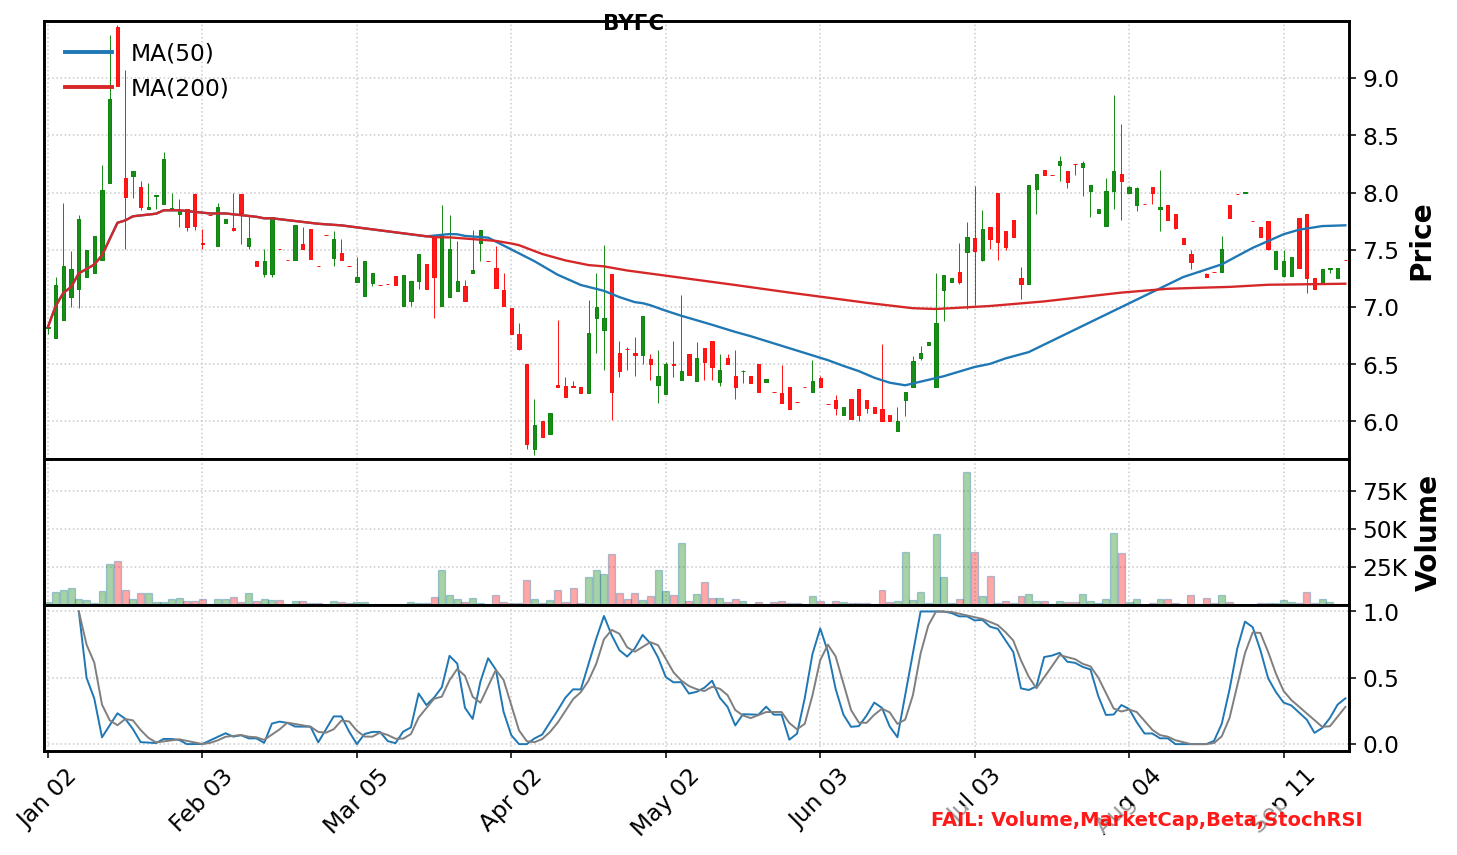 BYFC
MA(50)
MA(200)
9.0
8.5
8.0
7.5
7.0
6.5
6.0
Price
75K
50K
25K
Volume
1.0
0.5
0.0
Jan 02
Feb 03
Mar 05
Apr 02
May 02
Jun 03
Jul 03
Aug 04
Sep 11
FAIL: Volume,MarketCap,Beta,StochRSI